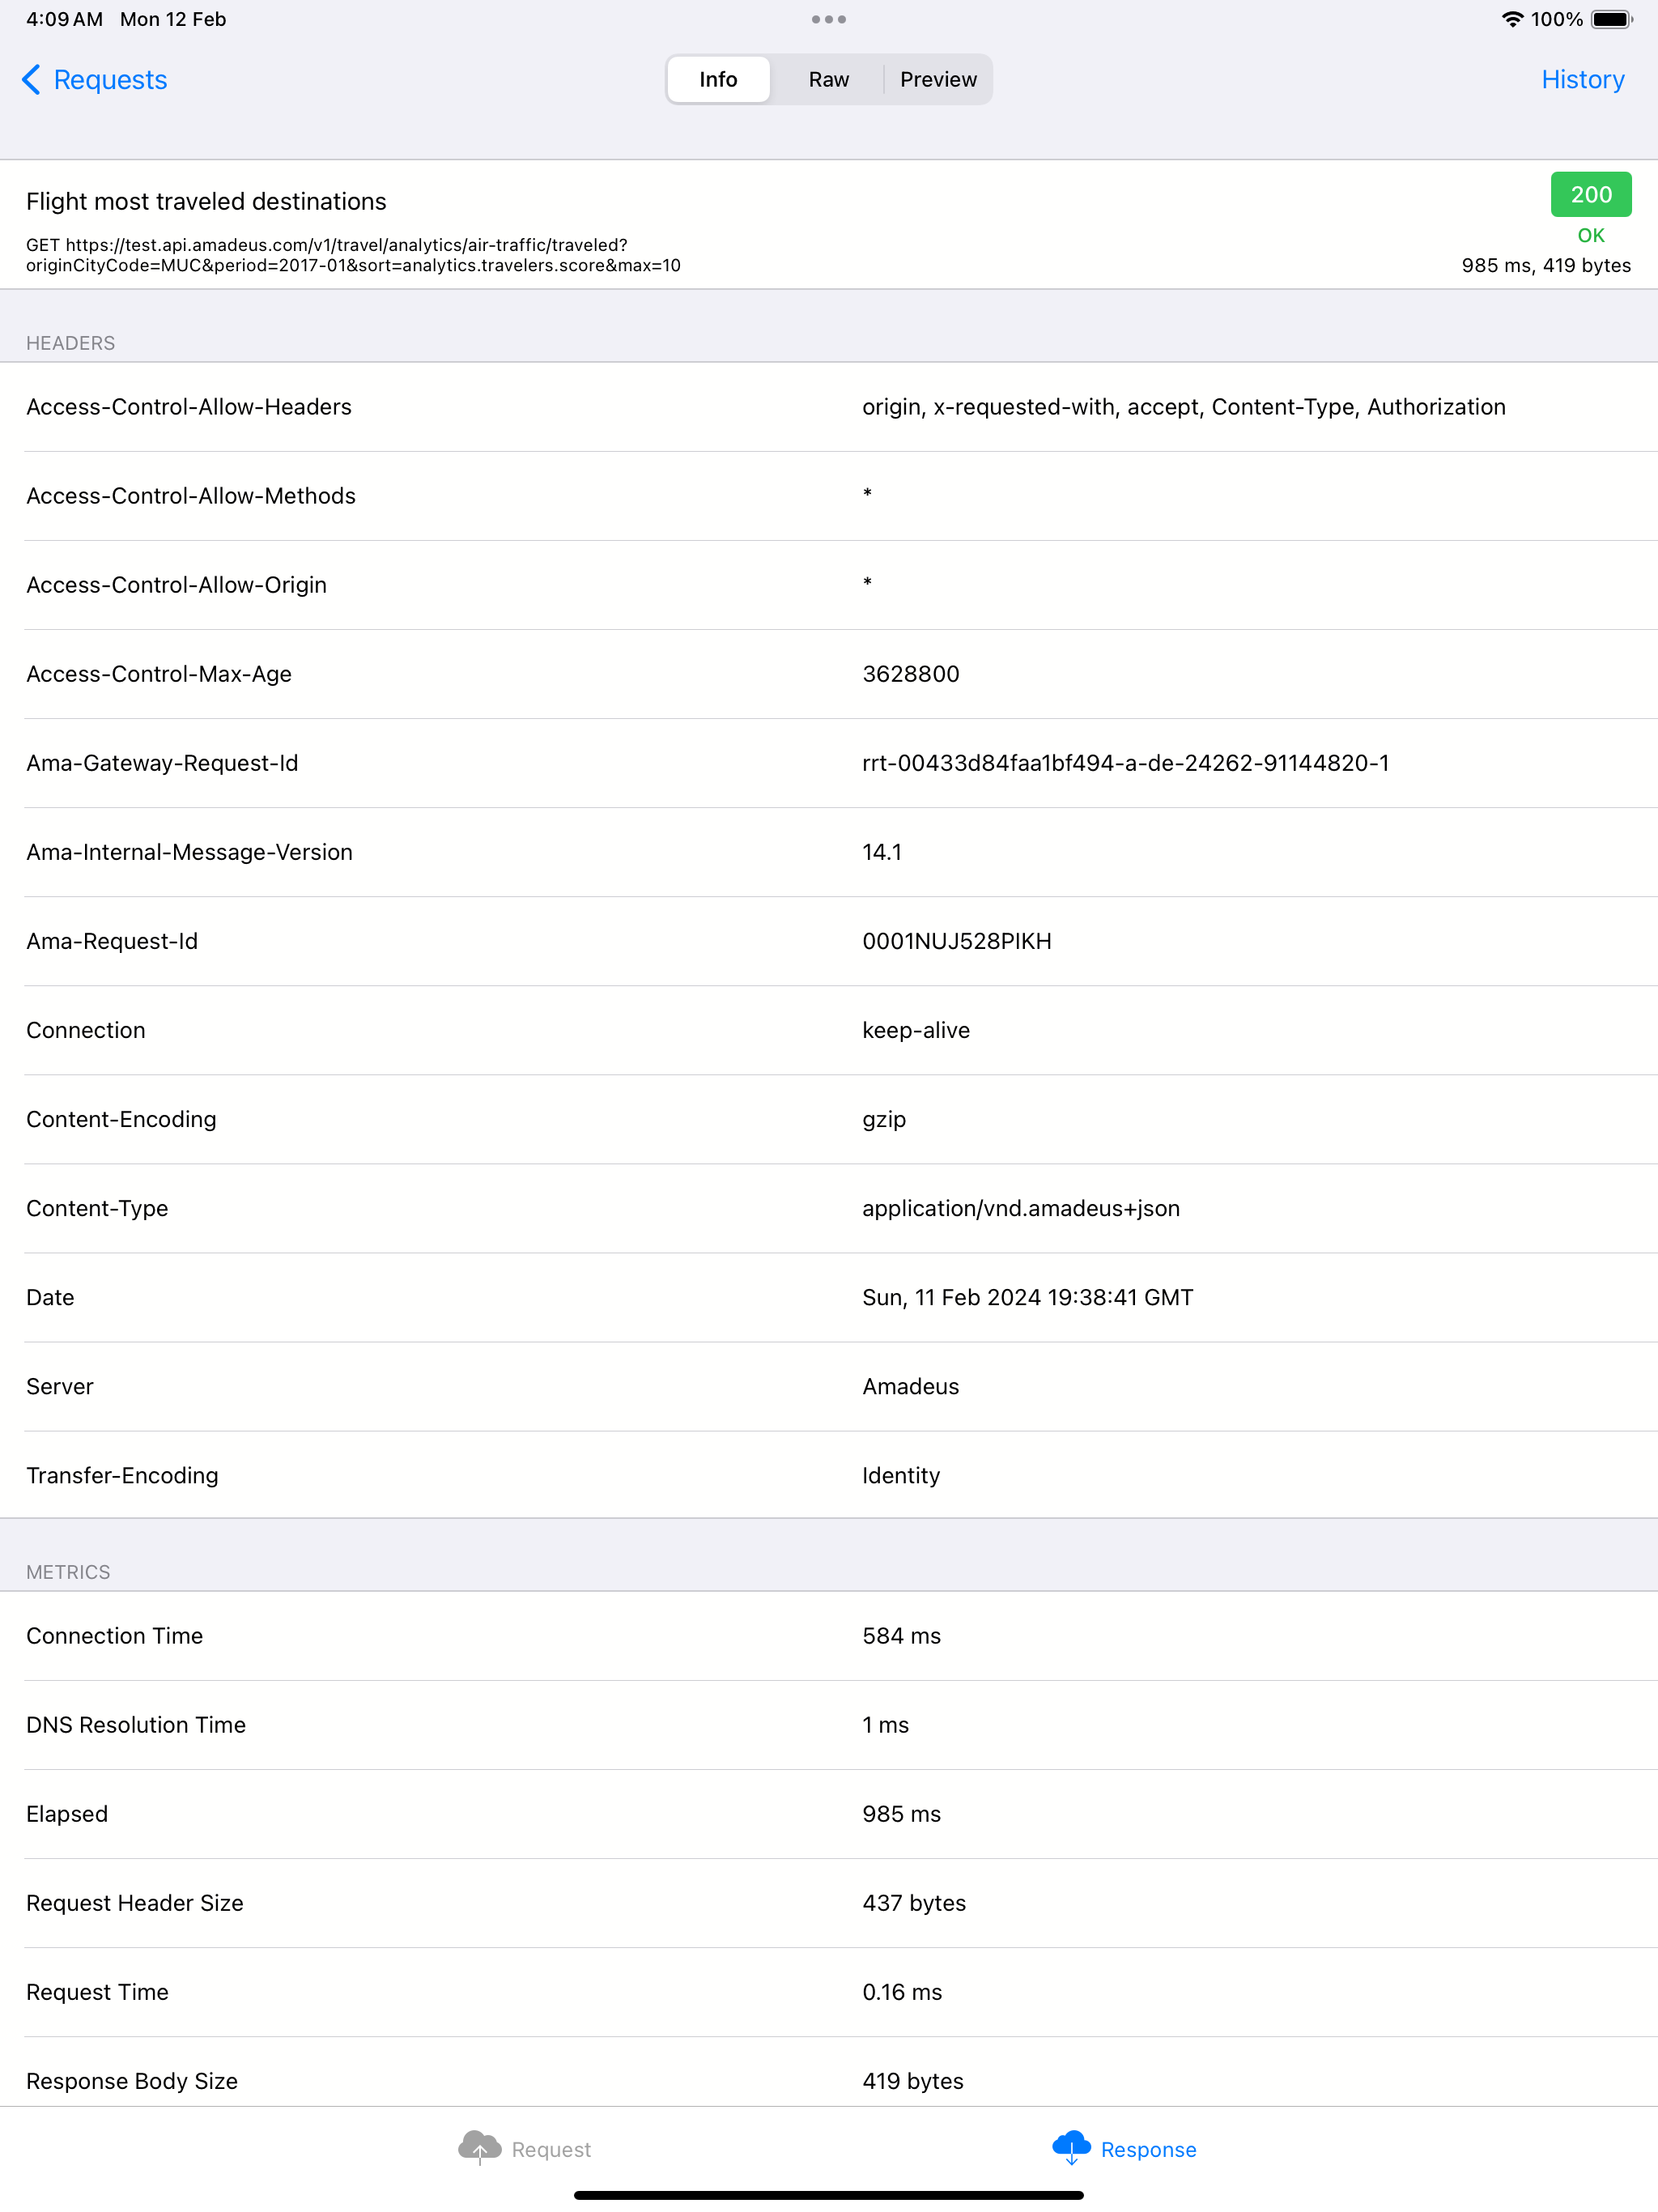 4:09 AM Mon 12 Feb
100%
Requests
Info
Raw
Preview
History
Flight most traveled destinations
200
OK
GET https://test.api.amadeus.com/v1/travel/analytics/air-traffic/traveled?
originCityCode=MUC&period=2017-01&sort=analytics.travelers.score&max=10
985 ms, 419 bytes
HEADERS
Access-Control-Allow-Headers origin, x-requested-with, accept, Content-Type, Authorization
Access-Control-Allow-Methods *
Access-Control-Allow-Origin *
Access-Control-Max-Age 3628800
Ama-Gateway-Request-Id rrt-00433d84faa1bf494-a-de-24262-91144820-1
Ama-Internal-Message-Version 14.1
Ama-Request-Id 0001NUJ528PIKH
Connection keep-alive
Content-Encoding gzip
Content-Type application/vnd.amadeus+json
Date Sun, 11 Feb 2024 19:38:41 GMT
Server Amadeus
Transfer-Encoding Identity
METRICS
Connection Time 584 ms
DNS Resolution Time 1 ms
Elapsed 985 ms
Request Header Size 437 bytes
Request Time 0.16 ms
Response Body Size 419 bytes
Request
Response